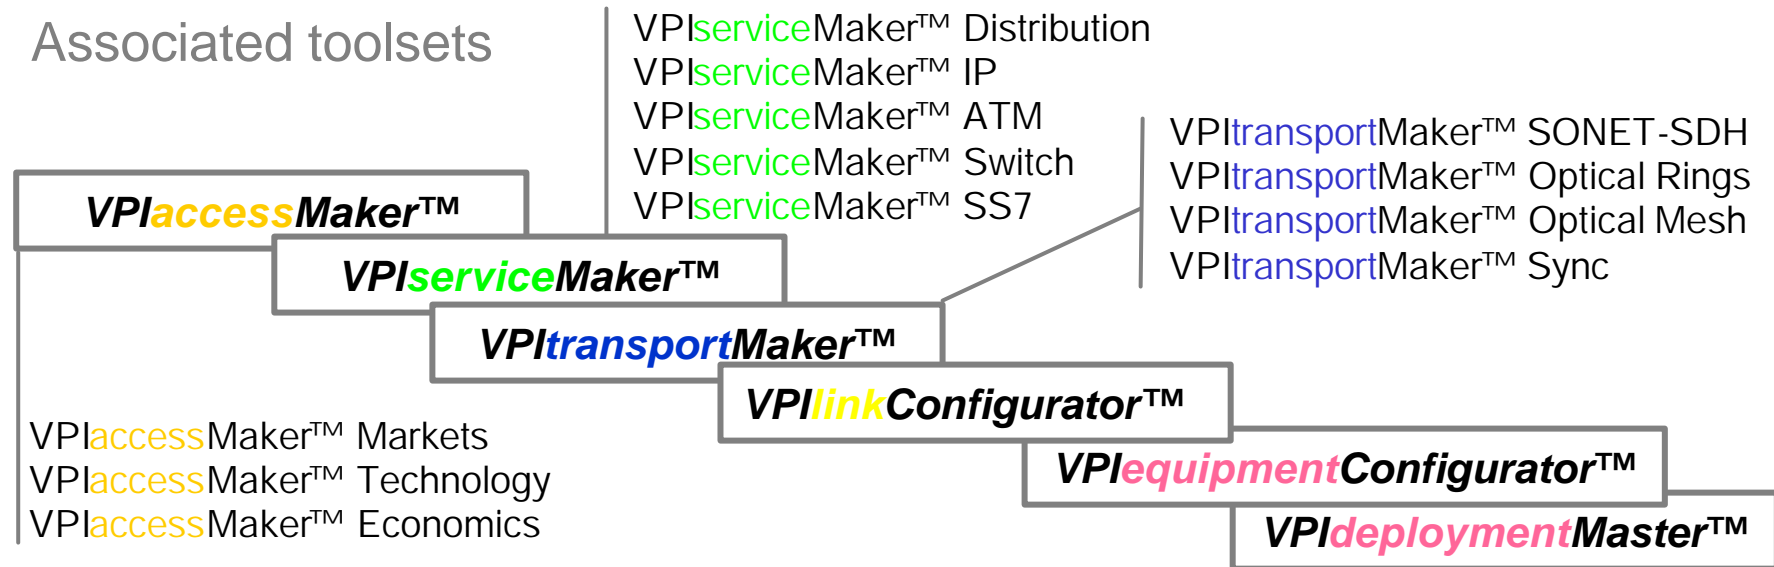 Associated toolsets
VPIserviceMaker™ Distribution
VPIserviceMaker™ IP
VPIserviceMaker™ ATM
VPIserviceMaker™ Switch
VPIserviceMaker™ SS7
VPItransportMaker™ SONET-SDH
VPItransportMaker™ Optical Rings
VPItransportMaker™ Optical Mesh
VPItransportMaker™ Sync
VPIaccessMaker™
VPIserviceMaker™
VPItransportMaker™
VPIlinkConfigurator™
VPIequipmentConfigurator™
VPIdeploymentMaster™
VPIaccessMaker™ Markets
VPIaccessMaker™ Technology
VPIaccessMaker™ Economics